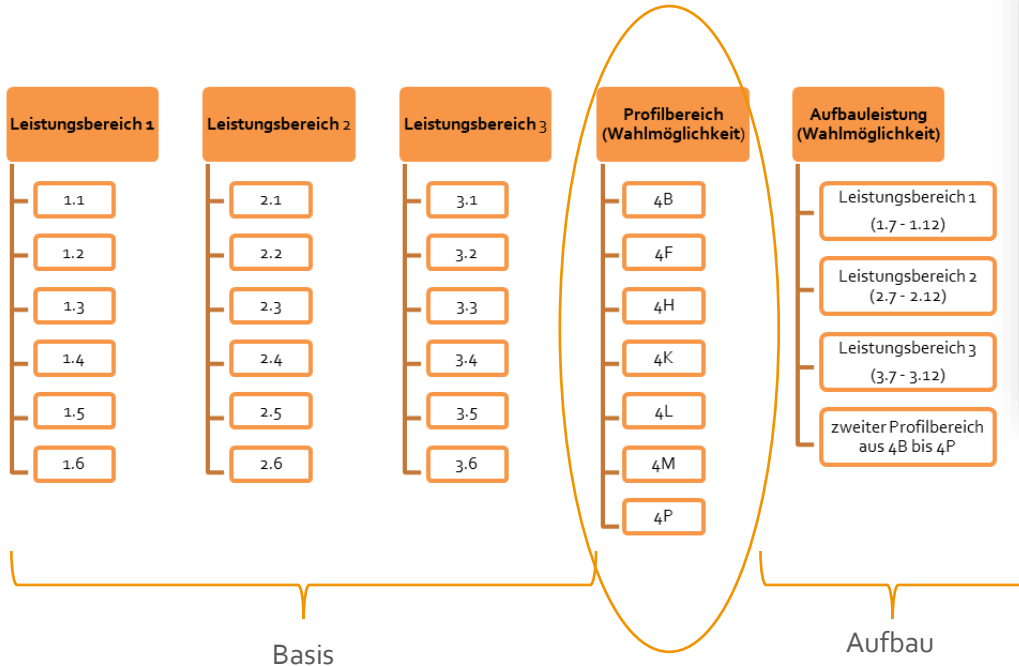 Leistungsbereich 1
1.1
1.2
1.3
1.4
1.5
1.6
Leistungsbereich 2
2.1
2.2
2.3
2.4
2.5
2.6
Leistungsbereich 3
3.1
3.2
3.3
3.4
3.5
3.6
Profilbereich
(Wahlmöglichkeit)
4B
4F
4H
4K
4L
4M
4P
Aufbauleistung
(Wahlmöglichkeit)
Leistungsbereich 1
(1.7 - 1.12)
Leistungsbereich 2
(2.7 - 2.12)
Leistungsbereich 3
(3.7 - 3.12)
zweiter Profilbereich
aus 4B bis 4P
Basis
Aufbau